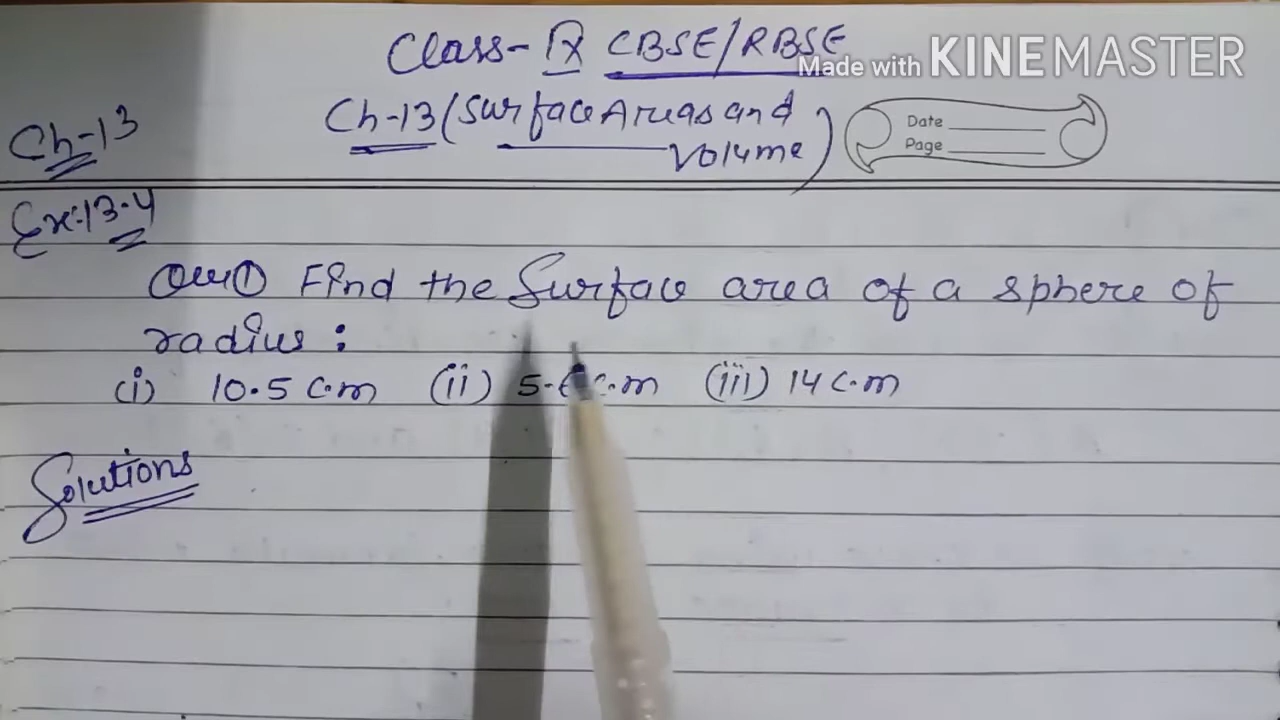 Class-IX CBSE/RBSE
Made with KINEMASTER
Ch-13
Ch-13 (Surface Areas and
Volume)
Date
Page
Ex:13.4
Que① Find the Surface area of a sphere of
radius:
(i) 10.5 c.m (ii) 5. c.m (iii) 14 c.m
Solutions